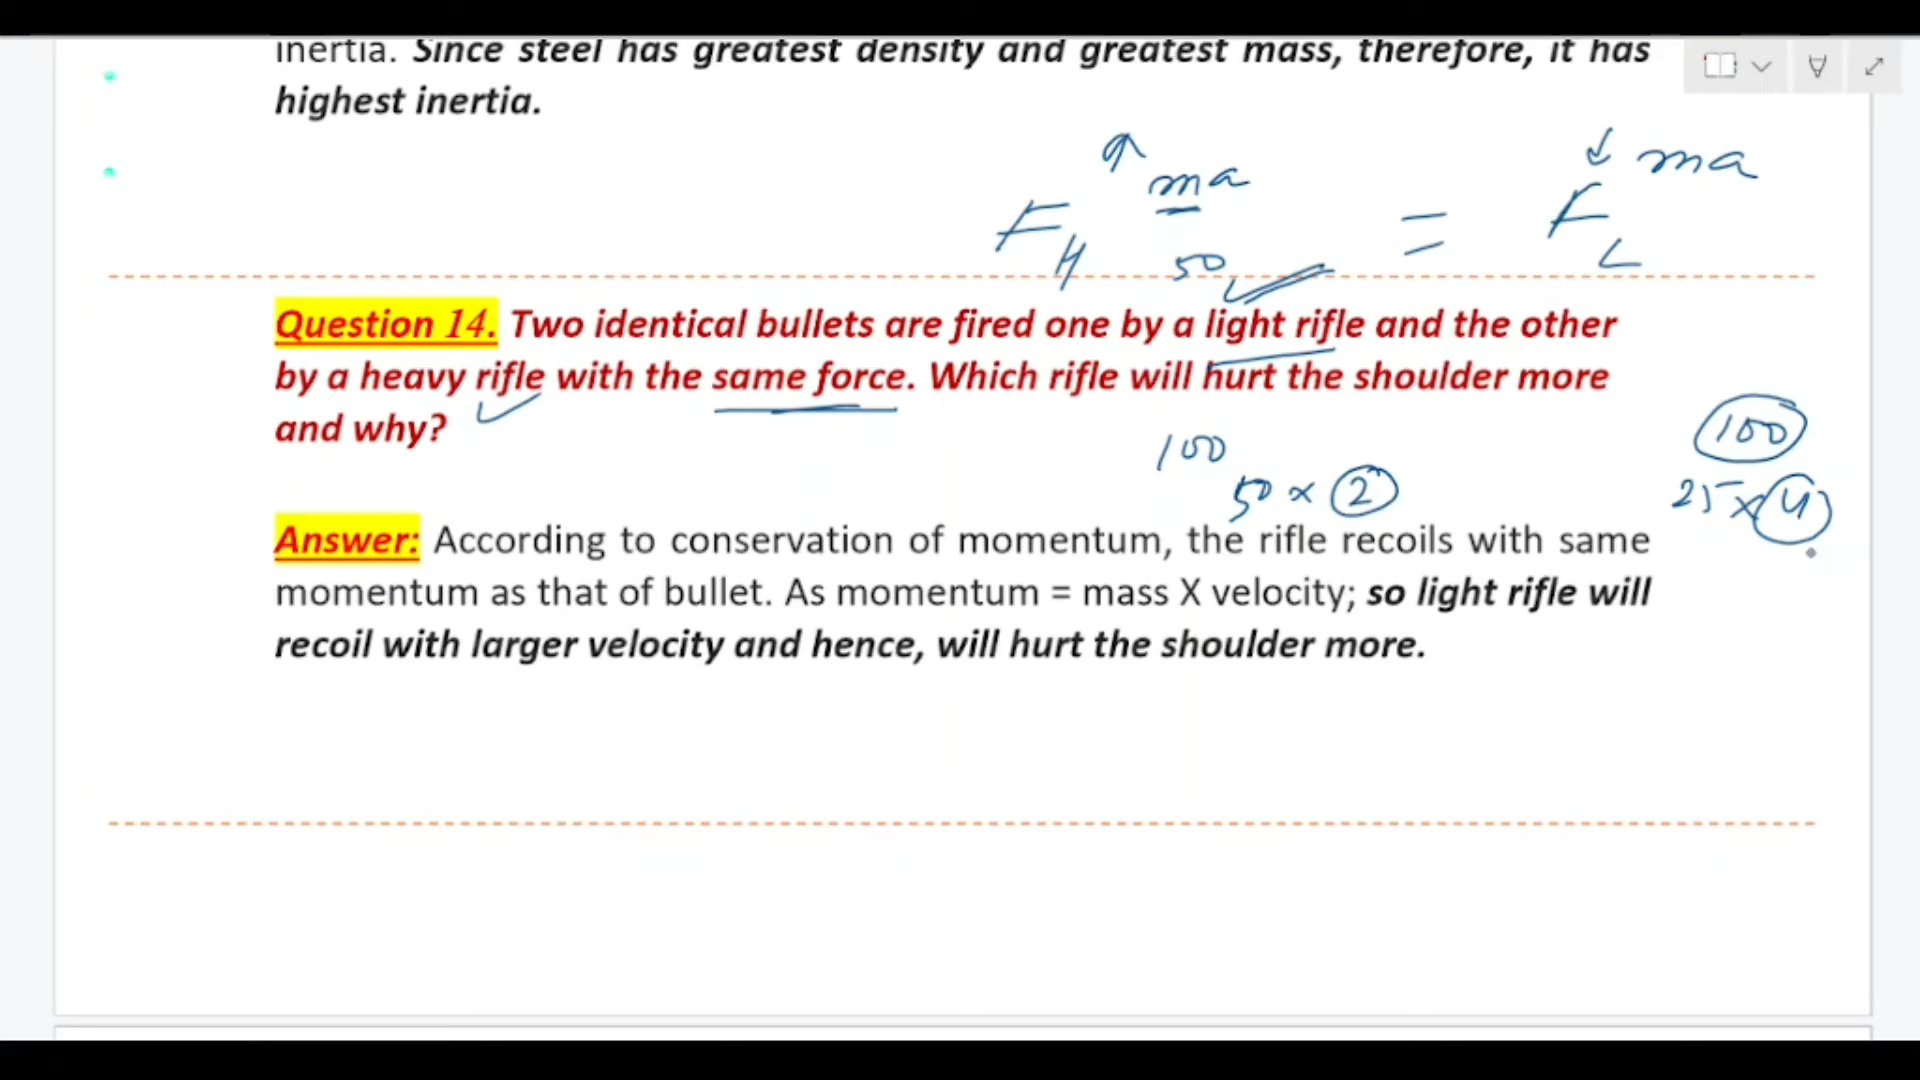 inertia. Since steel has greatest density and greatest mass, therefore, it has
highest inertia.
↑ ma ↓ ma
F_H 50 = F_L
Question 14. Two identical bullets are fired one by a light rifle and the other
by a heavy rifle with the same force. Which rifle will hurt the shoulder more
and why?
100 100
50 × 2 25 × 4
Answer: According to conservation of momentum, the rifle recoils with same
momentum as that of bullet. As momentum = mass X velocity; so light rifle will
recoil with larger velocity and hence, will hurt the shoulder more.